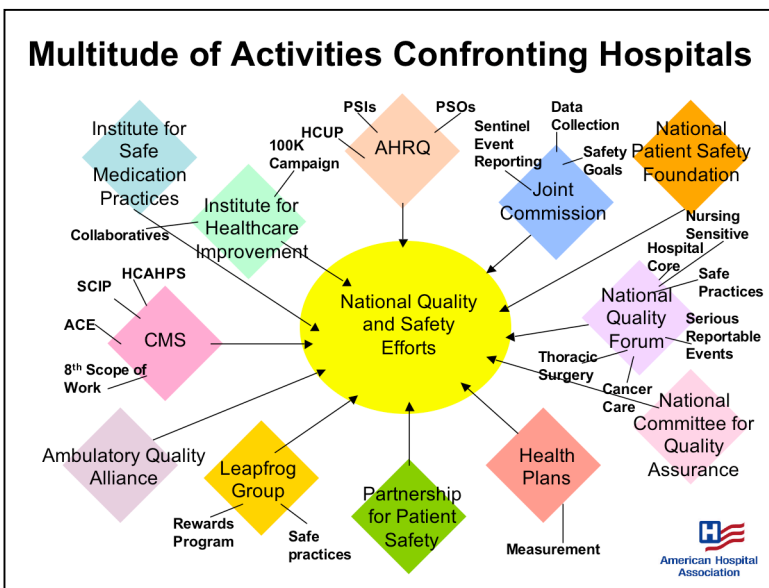 Multitude of Activities Confronting Hospitals
Institute for
Safe
Medication
Practices
100K
Campaign
Institute for
Healthcare
Improvement
Collaboratives
PSIs
PSOs
HCUP
AHRQ
Data
Collection
Sentinel
Event
Reporting
Safety
Goals
Joint
Commission
National
Patient Safety
Foundation
National Quality
and Safety
Efforts
HCAHPS
SCIP
ACE
CMS
8th Scope of
Work
Nursing
Sensitive
Hospital
Core
Safe
Practices
National
Quality
Forum
Serious
Reportable
Events
Thoracic
Surgery
Cancer
Care
National
Committee for
Quality
Assurance
Ambulatory Quality
Alliance
Leapfrog
Group
Rewards
Program
Safe
practices
Partnership
for Patient
Safety
Health
Plans
Measurement
H
American Hospital
Association